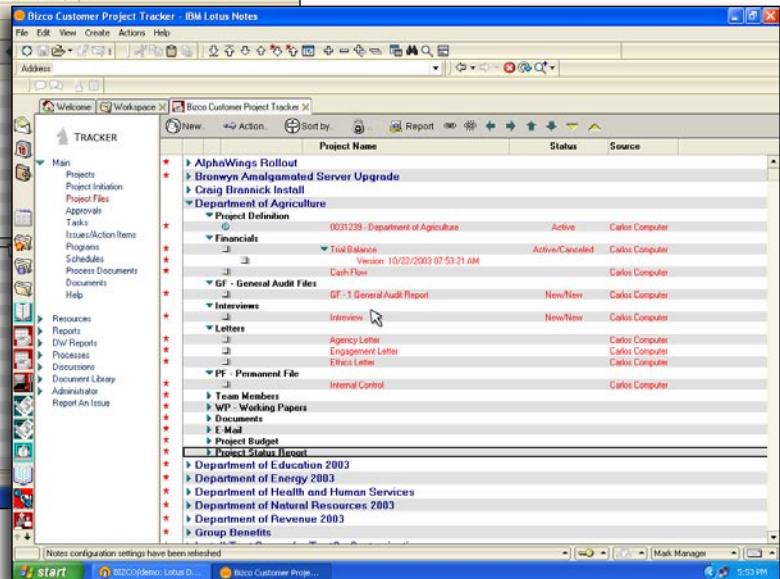 Bizco Customer Project Tracker - IBM Lotus Notes
File Edit View Create Actions Help
Address
Welcome Workspace Bizco Customer Project Tracker
TRACKER
New.. Action.. Sort by.. Report
Project Name Status Source
Main
Projects
Project Initiation
Project Files
Approvals
Tasks
Issues/Action Items
Programs
Schedules
Process Documents
Documents
Help
Resources
Reports
DW Reports
Processes
Discussions
Document Library
Administrator
Report An Issue
AlphaWings Rollout
Bronwyn Amalgamated Server Upgrade
Craig Brannick Install
Department of Agriculture
Project Definition
0031239 - Department of Agriculture Active Carlos Computer
Financials
Trial Balance Active/Canceled Carlos Computer
Version: 10/22/2003 07:53:21 AM
Cash Flow Carlos Computer
GF - General Audit Files
GF - 1 General Audit Report New/New Carlos Computer
Interviews
Intreview New/New Carlos Computer
Letters
Agency Letter Carlos Computer
Engagement Letter Carlos Computer
Ethics Letter Carlos Computer
PF - Permanent File
Internal Control Carlos Computer
Team Members
WP - Working Papers
Documents
E-Mail
Project Budget
Project Status Report
Department of Education 2003
Department of Energy 2003
Department of Health and Human Services
Department of Natural Resources 2003
Department of Revenue 2003
Group Benefits
Notes configuration settings have been refreshed
Mark Manager
start BIZCO/demo: Lotus D... Bizco Customer Proje... 5:53 PM